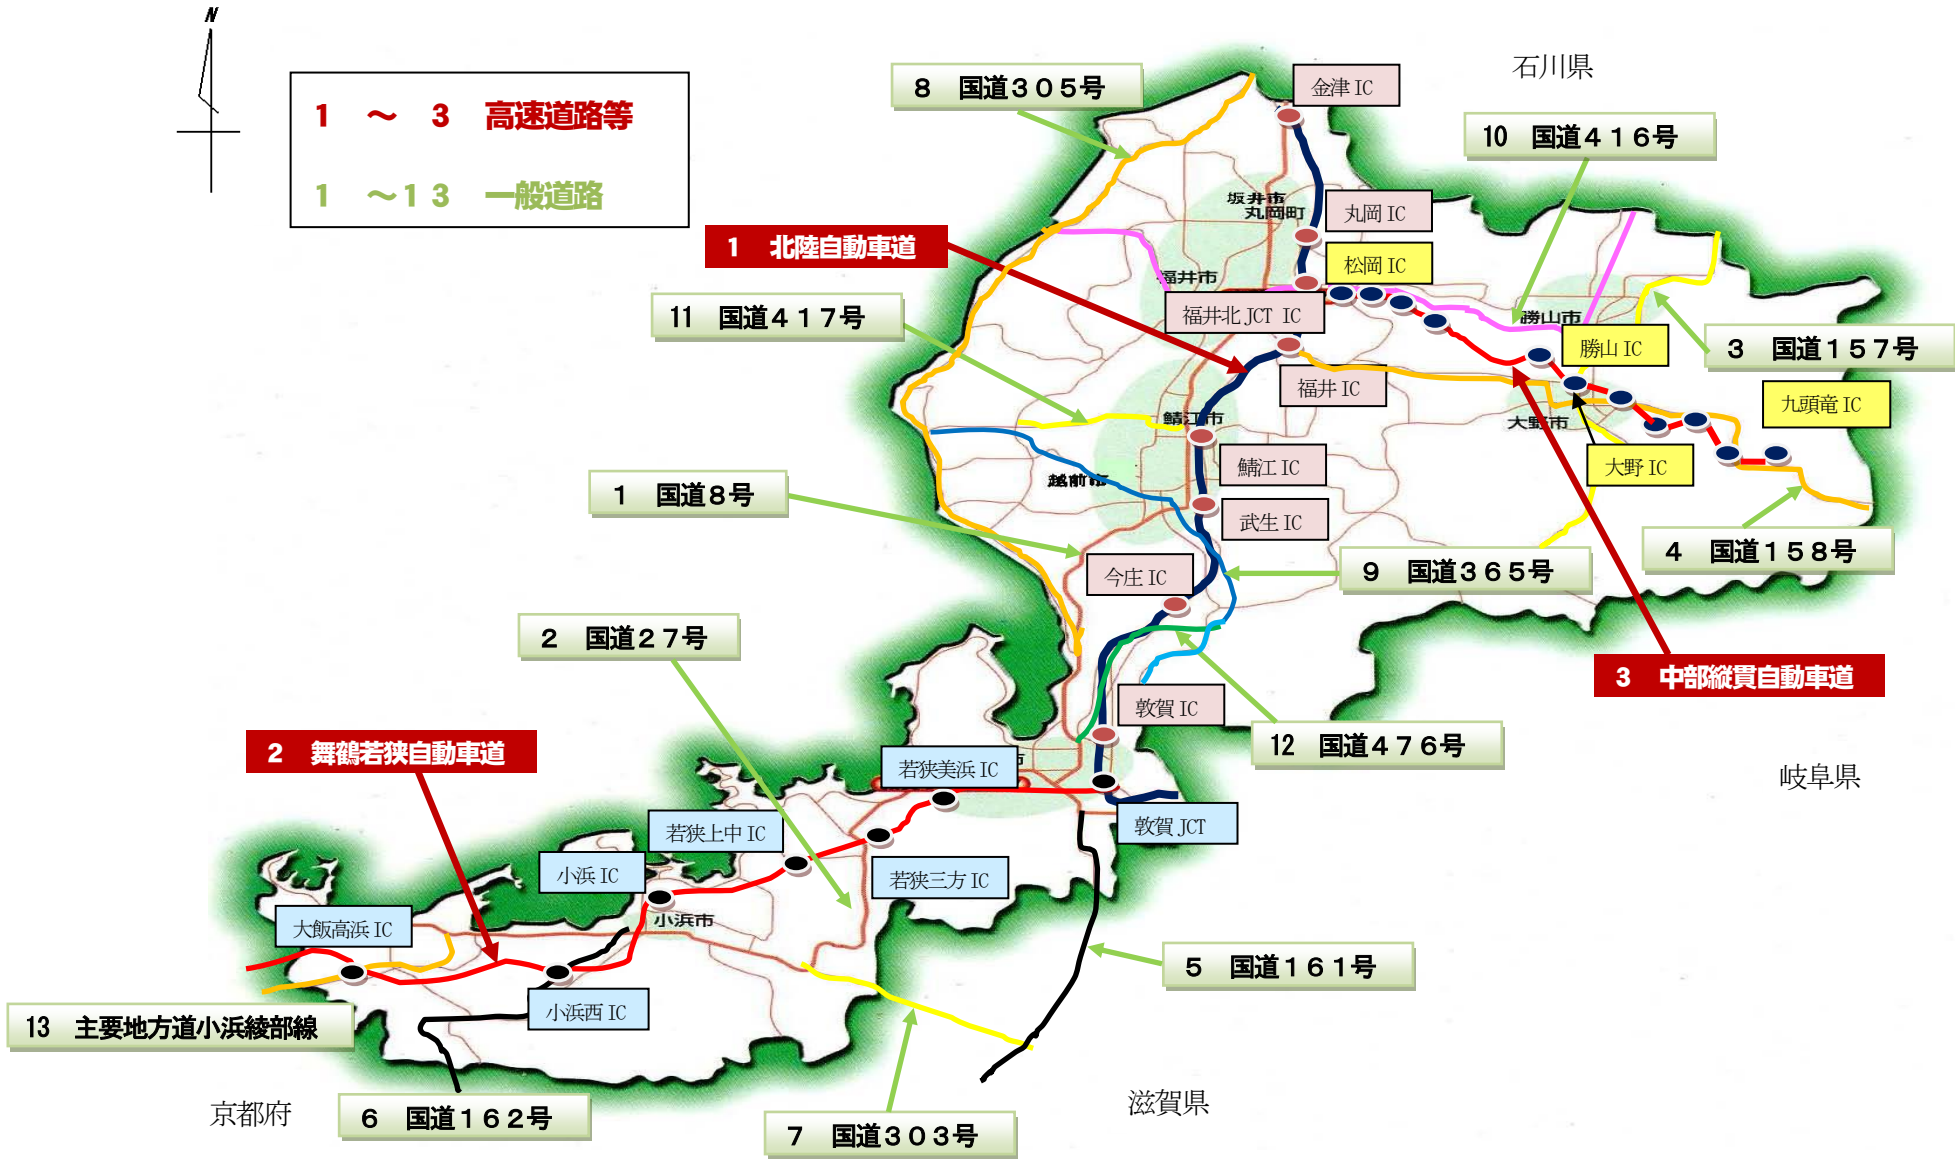 N
石川県
1 ～ 3 高速道路等
1 ～１３ 一般道路
8 国道３０５号
金津 IC
10 国道４１６号
坂井市
丸岡町
丸岡 IC
1 北陸自動車道
松岡 IC
福井市
11 国道４１７号
福井北 JCT IC
勝山市
勝山 IC
3 国道１５７号
福井 IC
九頭竜 IC
鯖江市
大野市
鯖江 IC
大野 IC
越前市
1 国道８号
武生 IC
4 国道１５８号
今庄 IC
9 国道３６５号
2 国道２７号
3 中部縦貫自動車道
敦賀 IC
12 国道４７６号
2 舞鶴若狭自動車道
若狭美浜 IC
市
岐阜県
若狭上中 IC
敦賀 JCT
小浜 IC
若狭三方 IC
大飯高浜 IC
小浜市
5 国道１６１号
小浜西 IC
13 主要地方道小浜綾部線
京都府
6 国道１６２号
7 国道３０３号
滋賀県